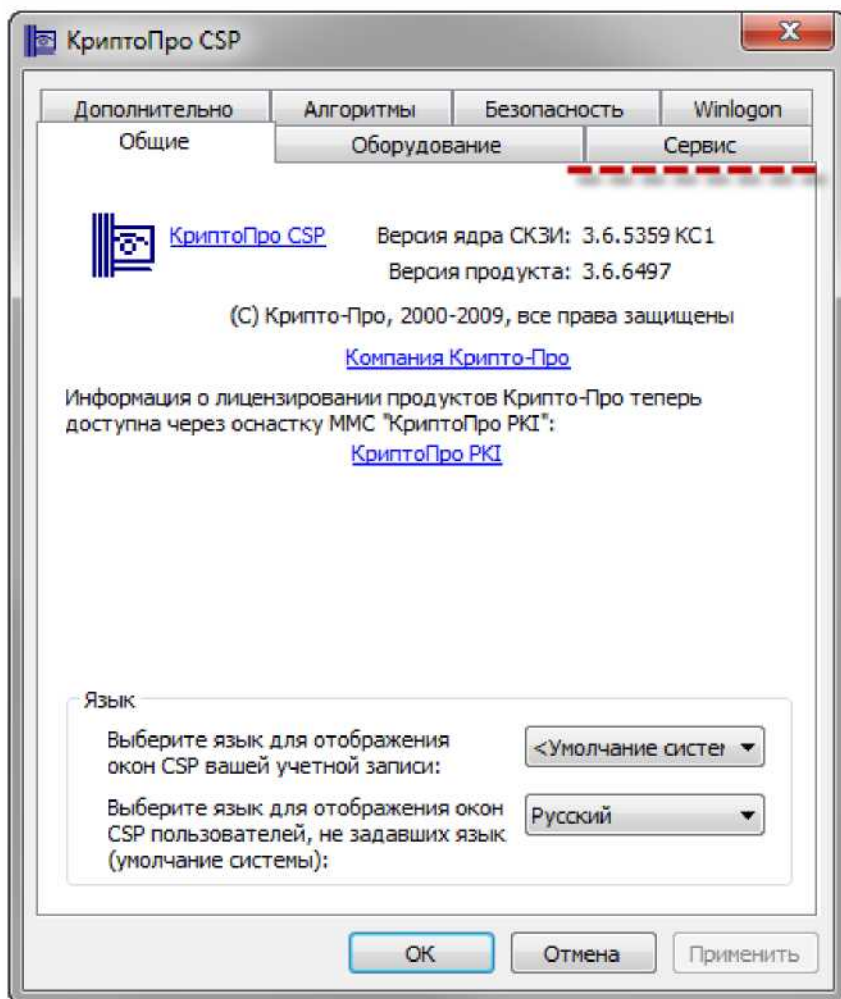 КриптоПро CSP
Дополнительно Алгоритмы Безопасность Winlogon
Общие Оборудование Сервис
КриптоПро CSP Версия ядра СКЗИ: 3.6.5359 КС1
Версия продукта: 3.6.6497
(C) Крипто-Про, 2000-2009, все права защищены
Компания Крипто-Про
Информация о лицензировании продуктов Крипто-Про теперь
доступна через оснастку ММС "КриптоПро PKI":
КриптоПро PKI
Язык
Выберите язык для отображения
окон CSP вашей учетной записи:
<Умолчание систем
Выберите язык для отображения окон
CSP пользователей, не задавших язык
(умолчание системы):
Русский
ОК Отмена Применить